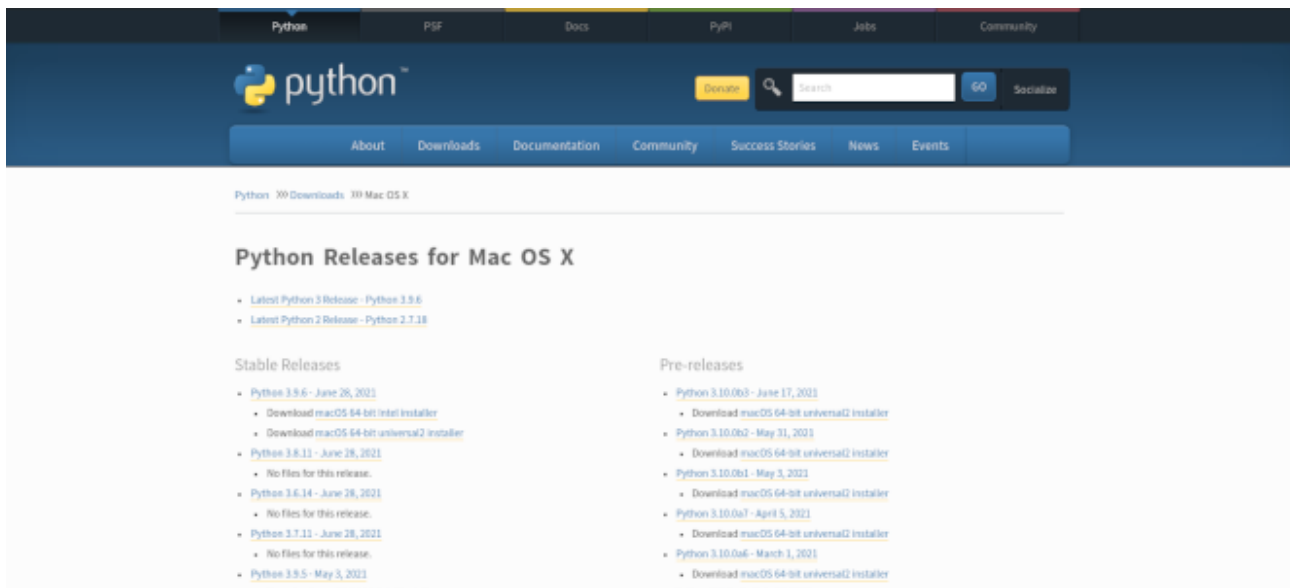 Python PSF Docs PyPI Jobs Community
python™
Donate Search GO Socialize
About Downloads Documentation Community Success Stories News Events
Python >>> Downloads >>> Mac OS X
Python Releases for Mac OS X
Latest Python 3 Release - Python 3.9.6
Latest Python 2 Release - Python 2.7.18
Stable Releases
Python 3.9.6 - June 28, 2021
Download macOS 64-bit Intel installer
Download macOS 64-bit universal2 installer
Python 3.8.11 - June 28, 2021
No files for this release.
Python 3.6.14 - June 28, 2021
No files for this release.
Python 3.7.11 - June 28, 2021
No files for this release.
Python 3.9.5 - May 3, 2021
Pre-releases
Python 3.10.0b3 - June 17, 2021
Download macOS 64-bit universal2 installer
Python 3.10.0b2 - May 31, 2021
Download macOS 64-bit universal2 installer
Python 3.10.0b1 - May 3, 2021
Download macOS 64-bit universal2 installer
Python 3.10.0a7 - April 5, 2021
Download macOS 64-bit universal2 installer
Python 3.10.0a6 - March 1, 2021
Download macOS 64-bit universal2 installer